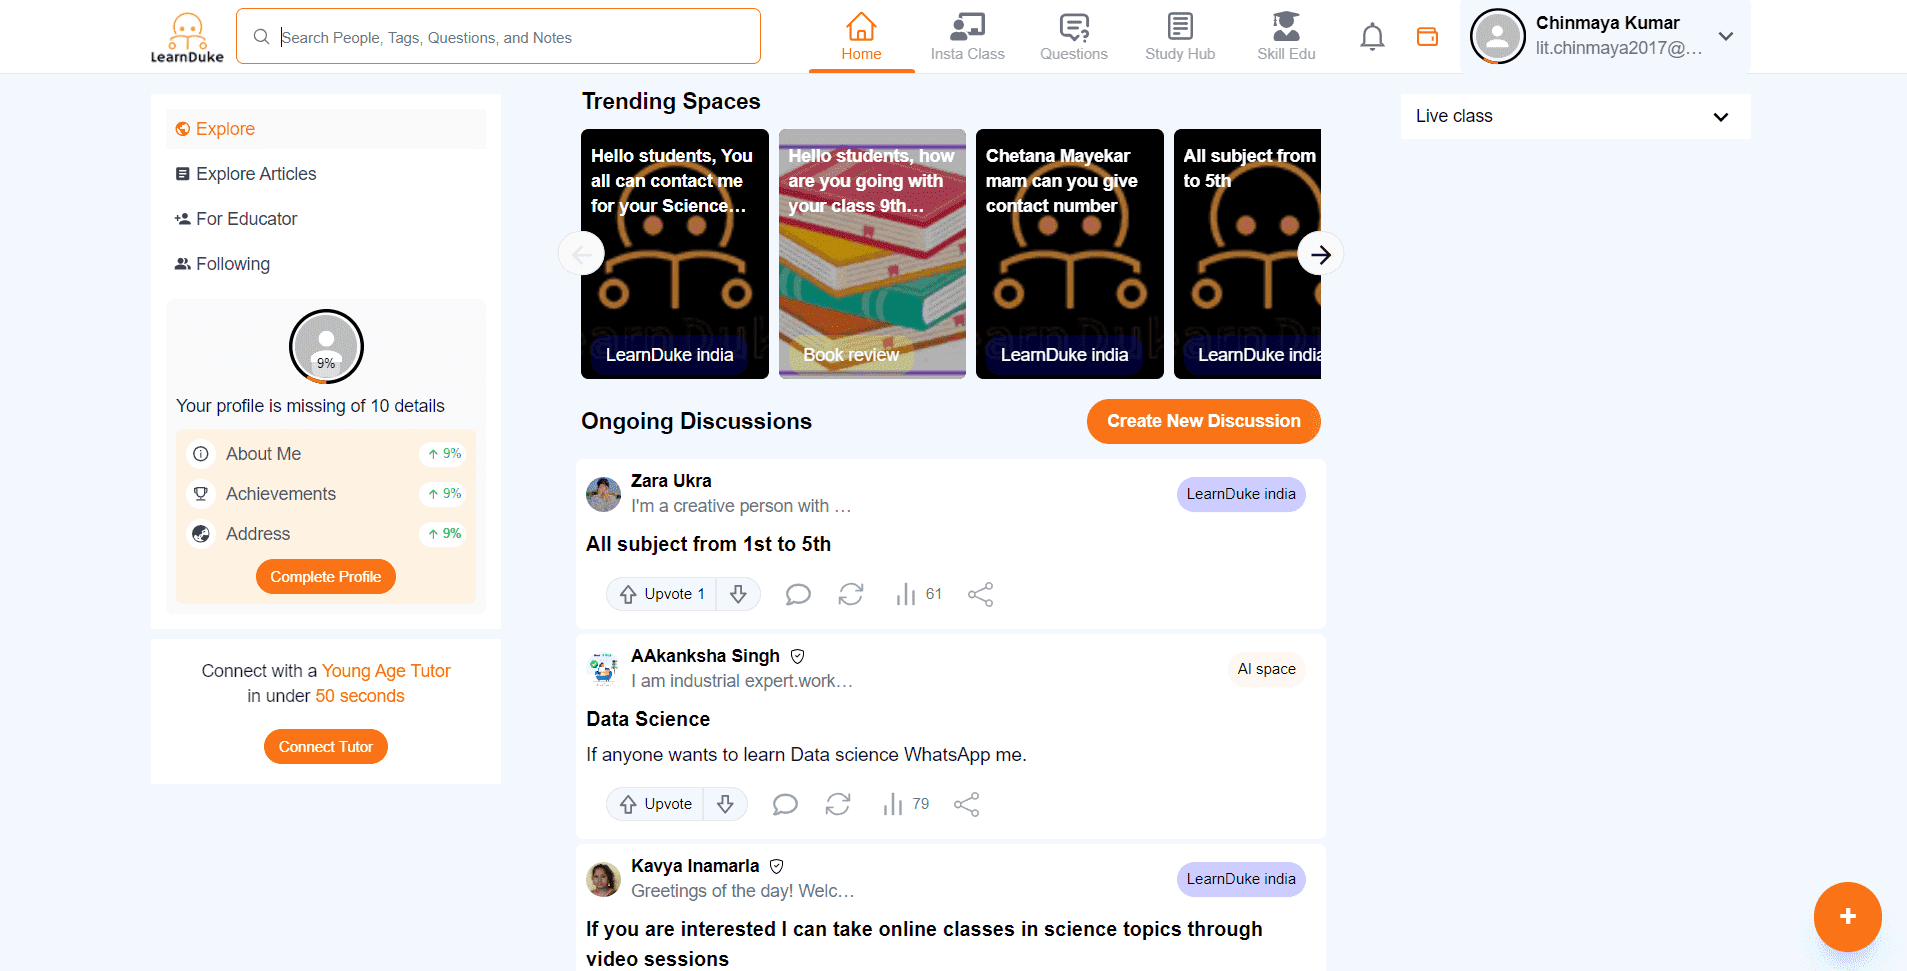 LearnDuke
Search People, Tags, Questions, and Notes
Home
Insta Class
Questions
Study Hub
Skill Edu
Chinmaya Kumar
lit.chinmaya2017@...
Explore
Explore Articles
For Educator
Following
9%
Your profile is missing of 10 details
About Me
9%
Achievements
9%
Address
9%
Complete Profile
Connect with a Young Age Tutor
in under 50 seconds
Connect Tutor
Trending Spaces
Hello students, You
all can contact me
for your Science...
LearnDuke india
Hello students, how
are you going with
your class 9th...
Book review
Chetana Mayekar
mam can you give
contact number
LearnDuke india
All subject from
to 5th
LearnDuke india
Ongoing Discussions
Create New Discussion
Zara Ukra
I'm a creative person with ...
LearnDuke india
All subject from 1st to 5th
Upvote 1
61
AAkanksha Singh
I am industrial expert.work...
AI space
Data Science
If anyone wants to learn Data science WhatsApp me.
Upvote
79
Kavya Inamarla
Greetings of the day! Welc...
LearnDuke india
If you are interested I can take online classes in science topics through
video sessions
Live class